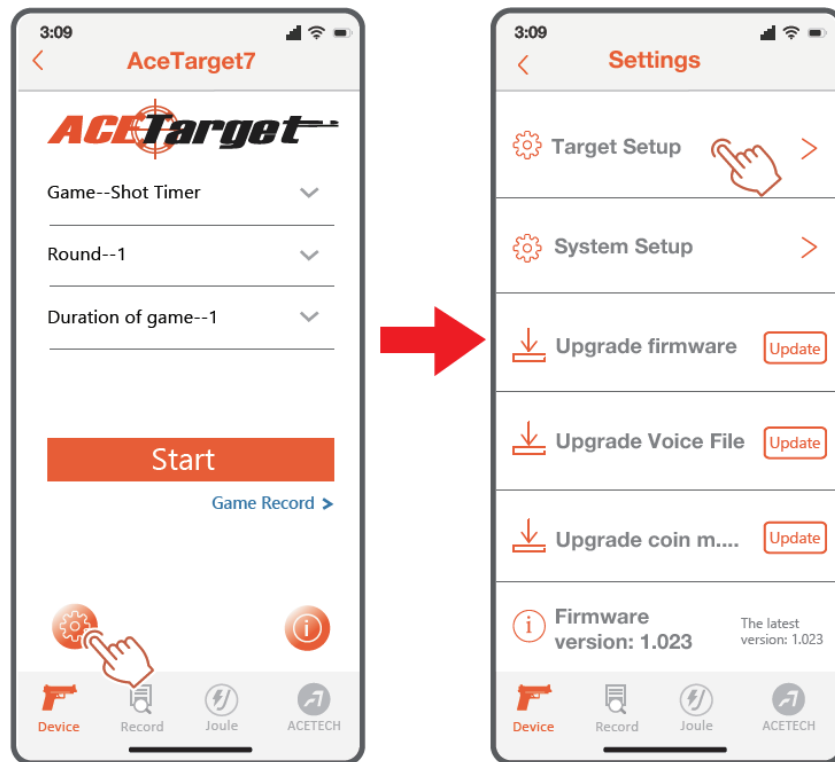 3:09
AceTarget7
ACETarget
Game--Shot Timer
Round--1
Duration of game--1
Start
Game Record >
Device
Record
Joule
ACETECH
3:09
Settings
Target Setup
System Setup
Upgrade firmware
Update
Upgrade Voice File
Update
Upgrade coin m....
Update
Firmware
version: 1.023
The latest
version: 1.023
Device
Record
Joule
ACETECH